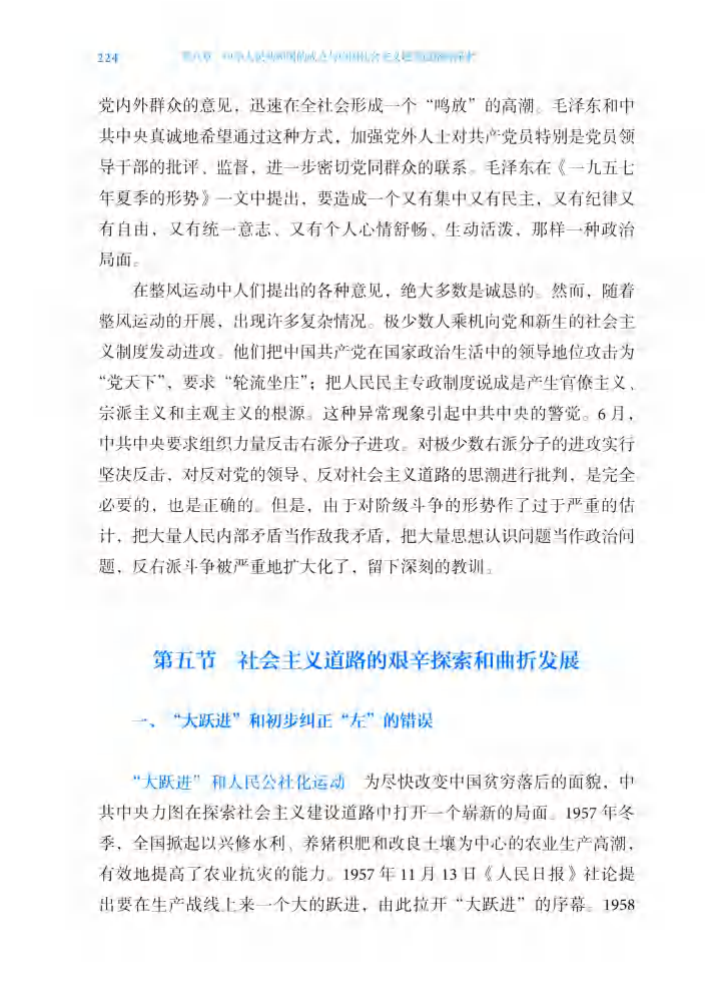 224 第六章 中华人民共和国的成立与中国社会主义建设道路的探索
党内外群众的意见，迅速在全社会形成一个“鸣放”的高潮。毛泽东和中
共中央真诚地希望通过这种方式，加强党外人士对共产党员特别是党员领
导干部的批评、监督，进一步密切党同群众的联系。毛泽东在《一九五七
年夏季的形势》一文中提出，要造成一个又有集中又有民主，又有纪律又
有自由，又有统一意志、又有个人心情舒畅、生动活泼，那样一种政治
局面。
在整风运动中人们提出的各种意见，绝大多数是诚恳的。然而，随着
整风运动的开展，出现许多复杂情况。极少数人乘机向党和新生的社会主
义制度发动进攻。他们把中国共产党在国家政治生活中的领导地位攻击为
“党天下”，要求“轮流坐庄”；把人民民主专政制度说成是产生官僚主义、
宗派主义和主观主义的根源。这种异常现象引起中共中央的警觉。6 月，
中共中央要求组织力量反击右派分子进攻。对极少数右派分子的进攻实行
坚决反击，对反对党的领导、反对社会主义道路的思潮进行批判，是完全
必要的，也是正确的。但是，由于对阶级斗争的形势作了过于严重的估
计，把大量人民内部矛盾当作敌我矛盾，把大量思想认识问题当作政治问
题，反右派斗争被严重地扩大化了，留下深刻的教训。
第五节 社会主义道路的艰辛探索和曲折发展
一、“大跃进”和初步纠正“左”的错误
“大跃进”和人民公社化运动 为尽快改变中国贫穷落后的面貌，中
共中央力图在探索社会主义建设道路中打开一个崭新的局面。1957 年冬
季，全国掀起以兴修水利、养猪积肥和改良土壤为中心的农业生产高潮，
有效地提高了农业抗灾的能力。1957 年 11 月 13 日《人民日报》社论提
出要在生产战线上来一个大的跃进，由此拉开“大跃进”的序幕。1958